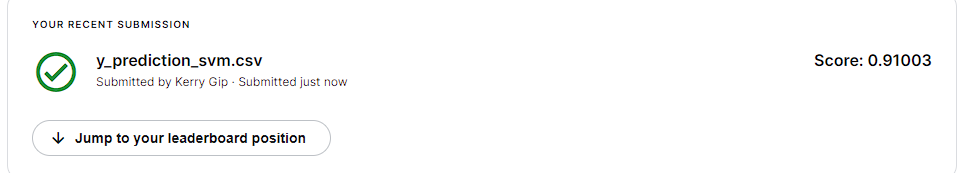 YOUR RECENT SUBMISSION
y_prediction_svm.csv
Score: 0.91003
Submitted by Kerry Gip · Submitted just now
Jump to your leaderboard position